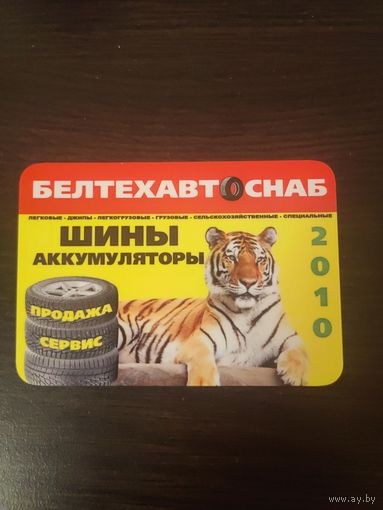 БЕЛТЕХАВТОСНАБ
ЛЕГКОВЫЕ - ДЖИПЫ - ЛЕГКОГРУЗОВЫЕ - ГРУЗОВЫЕ - СЕЛЬСКОХОЗЯЙСТВЕННЫЕ - СПЕЦИАЛЬНЫЕ
ШИНЫ
АККУМУЛЯТОРЫ
2010
ПРОДАЖА
СЕРВИС
www.ay.by